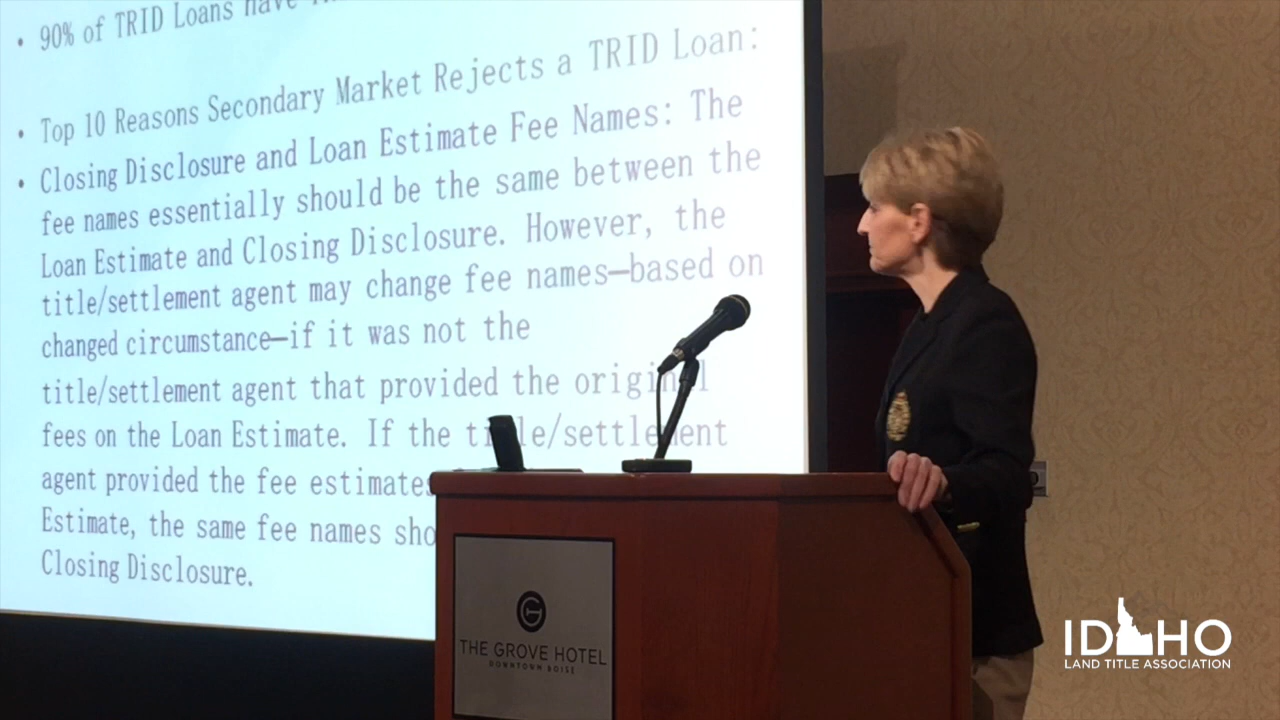 • 90% of TRID Loans have
• Top 10 Reasons Secondary Market Rejects a TRID Loan:
• Closing Disclosure and Loan Estimate Fee Names: The
fee names essentially should be the same between the
Loan Estimate and Closing Disclosure. However, the
title/settlement agent may change fee names—based on
changed circumstance—if it was not the
title/settlement agent that provided the original
fees on the Loan Estimate. If the title/settlement
agent provided the fee estimates
Estimate, the same fee names
Closing Disclosure.
THE GROVE HOTEL
DOWNTOWN BOISE
IDAHO
LAND TITLE ASSOCIATION